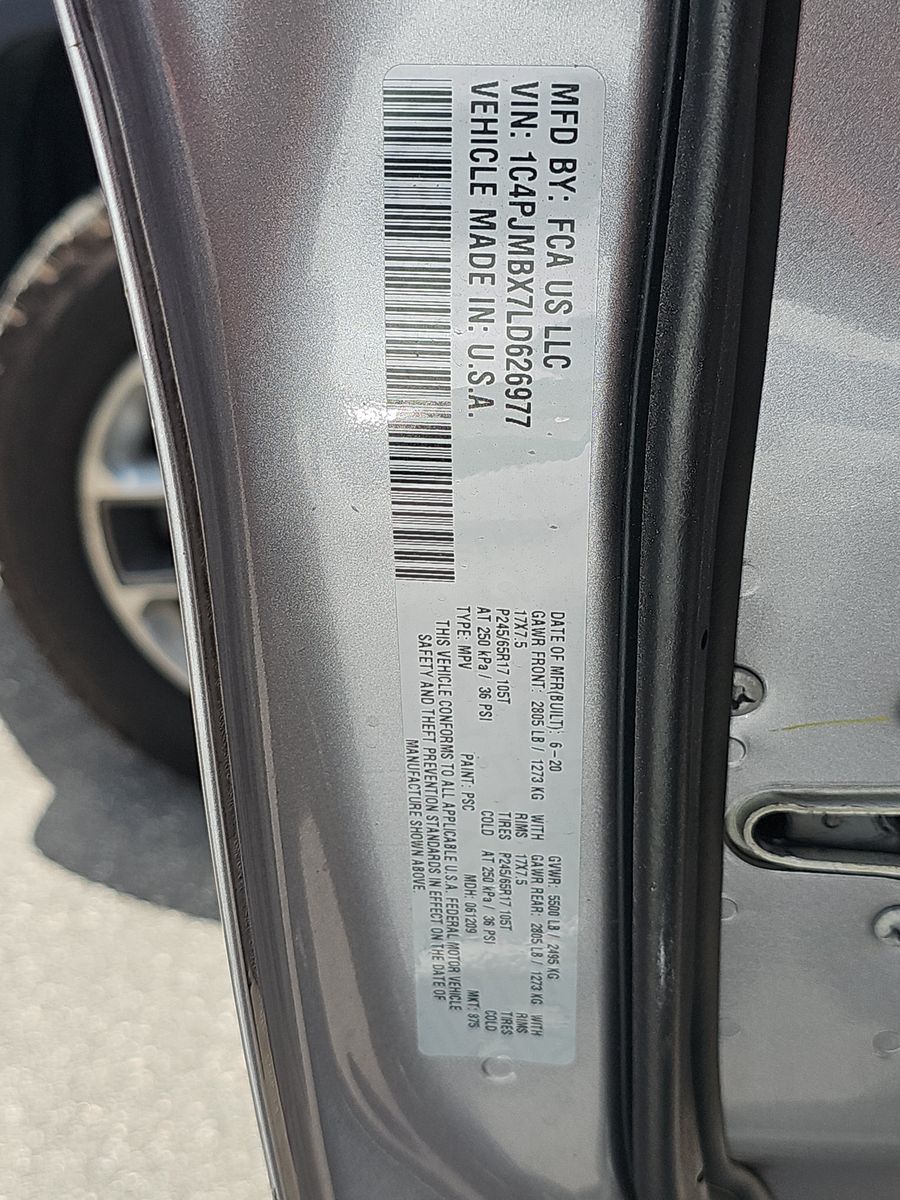 MFD BY: FCA US LLC
VIN: 1C4PJMBX7LD626977
VEHICLE MADE IN: U.S.A.
DATE OF MFR(BUILT): 6-20 GVWR: 5500 LB / 2495 KG
GAWR FRONT: 2805 LB / 1273 KG WITH GAWR REAR: 2805 LB / 1273 KG WITH
17X7.5 RIMS 17X7.5 RIMS
P245/65R17 105T TIRES P245/65R17 105T TIRES
AT 250 kPa / 36 PSI COLD AT 250 kPa / 36 PSI COLD
TYPE: MPV PAINT: PSC MDH: 061209 MKT: 875
THIS VEHICLE CONFORMS TO ALL APPLICABLE U.S.A. FEDERAL MOTOR VEHICLE
SAFETY AND THEFT PREVENTION STANDARDS IN EFFECT ON THE DATE OF
MANUFACTURE SHOWN ABOVE